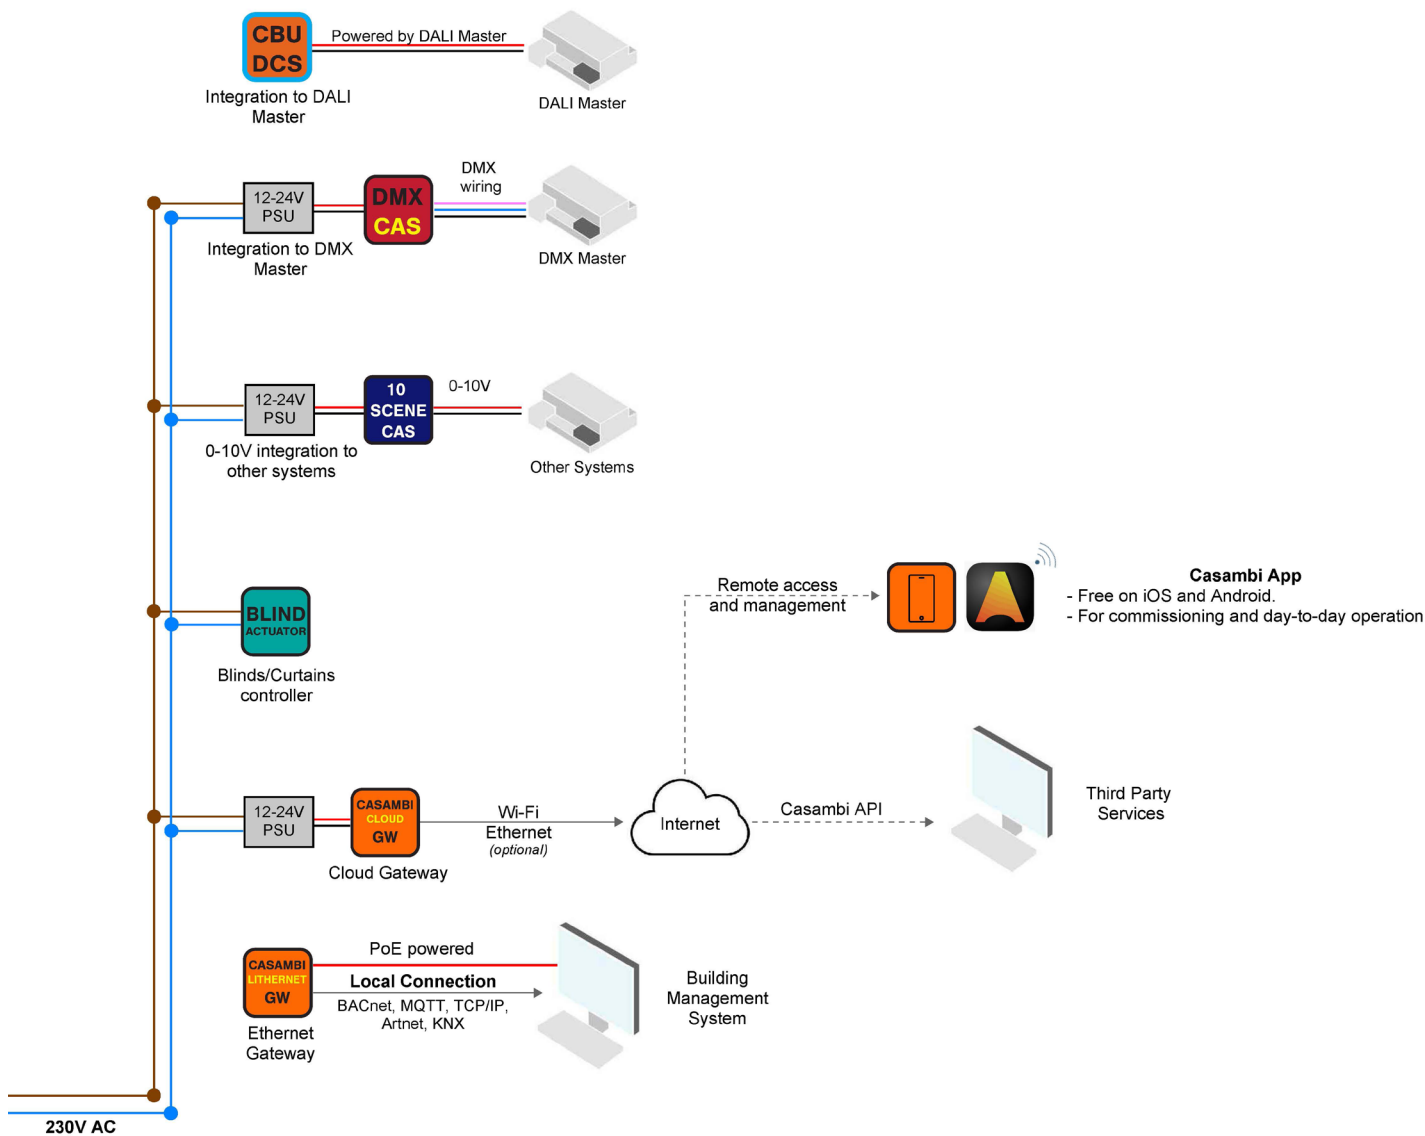 CBU
DCS
Powered by DALI Master
Integration to DALI
Master
DALI Master
12-24V
PSU
DMX
CAS
DMX
wiring
Integration to DMX
Master
DMX Master
12-24V
PSU
10
SCENE
CAS
0-10V
0-10V integration to
other systems
Other Systems
BLIND
ACTUATOR
Blinds/Curtains
controller
Remote access
and management
Casambi App
- Free on iOS and Android.
- For commissioning and day-to-day operation
12-24V
PSU
CASAMBI
CLOUD
GW
Cloud Gateway
Wi-Fi
Ethernet
(optional)
Internet
Casambi API
Third Party
Services
CASAMBI
LITHERNET
GW
Ethernet
Gateway
PoE powered
Local Connection
BACnet, MQTT, TCP/IP,
Artnet, KNX
Building
Management
System
230V AC